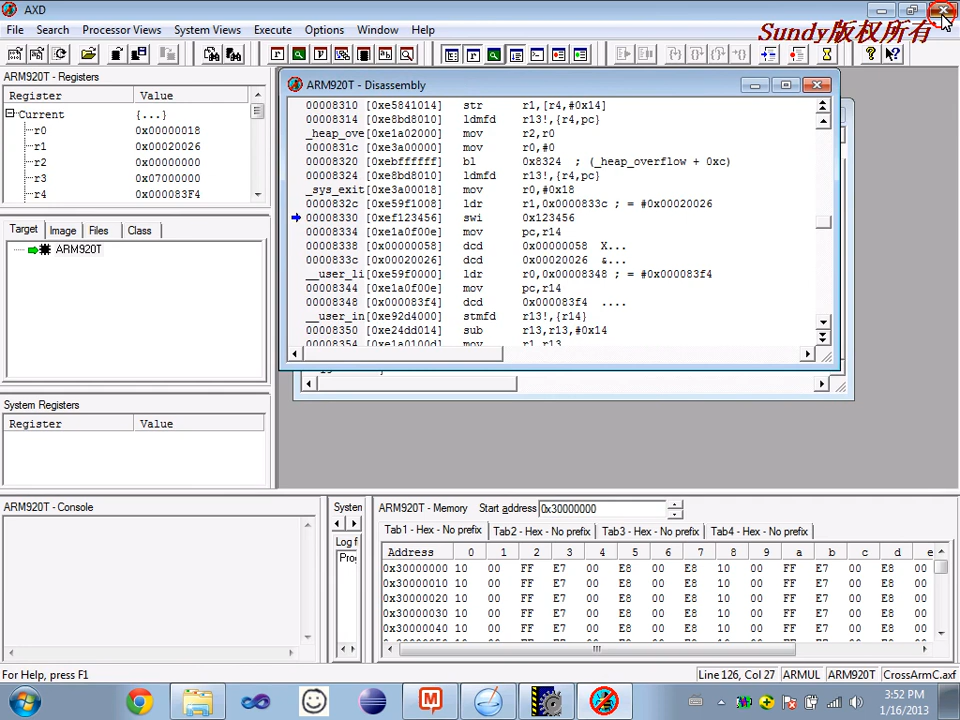 AXD
Sundy版权所有
File Search Processor Views System Views Execute Options Window Help
ARM920T - Registers
Register Value
Current {...}
r0 0x00000018
r1 0x00020026
r2 0x00000000
r3 0x07000000
r4 0x000083F4
Target Image Files Class
ARM920T
System Registers
Register Value
ARM920T - Disassembly
00008310 [0xe5841014] str r1,[r4,#0x14]
00008314 [0xe8bd8010] ldmfd r13!,{r4,pc}
_heap_ove[0xe1a02000] mov r2,r0
0000831c [0xe3a00000] mov r0,#0
00008320 [0xebffffff] bl 0x8324 ; (_heap_overflow + 0xc)
00008324 [0xe8bd8010] ldmfd r13!,{r4,pc}
_sys_exit[0xe3a00018] mov r0,#0x18
0000832c [0xe59f1008] ldr r1,0x0000833c ; = #0x00020026
00008330 [0xef123456] swi 0x123456
00008334 [0xe1a0f00e] mov pc,r14
00008338 [0x00000058] dcd 0x00000058 X...
0000833c [0x00020026] dcd 0x00020026 &...
__user_li[0xe59f0000] ldr r0,0x00008348 ; = #0x000083f4
00008344 [0xe1a0f00e] mov pc,r14
00008348 [0x000083f4] dcd 0x000083f4 ....
__user_in[0xe92d4000] stmfd r13!,{r14}
00008350 [0xe24dd014] sub r13,r13,#0x14
00008354 [0xe1a0100d] mov r1,r13
ARM920T - Console
System
Log f
Pro
ARM920T - Memory Start address 0x30000000
Tab1 - Hex - No prefix Tab2 - Hex - No prefix Tab3 - Hex - No prefix Tab4 - Hex - No prefix
Address 0 1 2 3 4 5 6 7 8 9 a b c d e
0x30000000 10 00 FF E7 00 E8 00 E8 10 00 FF E7 00 E8 00
0x30000010 10 00 FF E7 00 E8 00 E8 10 00 FF E7 00 E8 00
0x30000020 10 00 FF E7 00 E8 00 E8 10 00 FF E7 00 E8 00
0x30000030 10 00 FF E7 00 E8 00 E8 10 00 FF E7 00 E8 00
0x30000040 10 00 FF E7 00 E8 00 E8 10 00 FF E7 00 E8 00
For Help, press F1
Line 126, Col 27 ARMUL ARM920T CrossArmC.axf
3:52 PM
1/16/2013